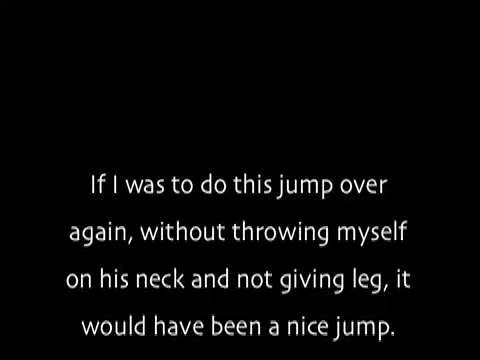 If I was to do this jump over
again, without throwing myself
on his neck and not giving leg, it
would have been a nice jump.